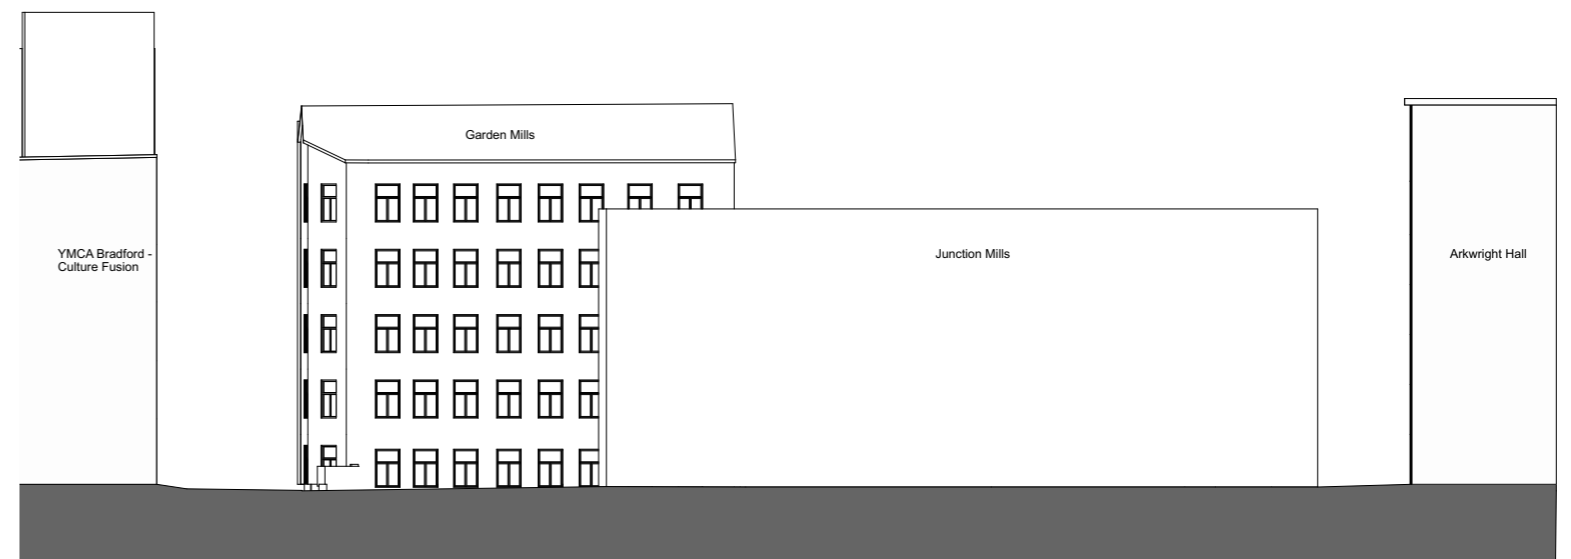 Garden Mills
YMCA Bradford -
Culture Fusion
Junction Mills
Arkwright Hall